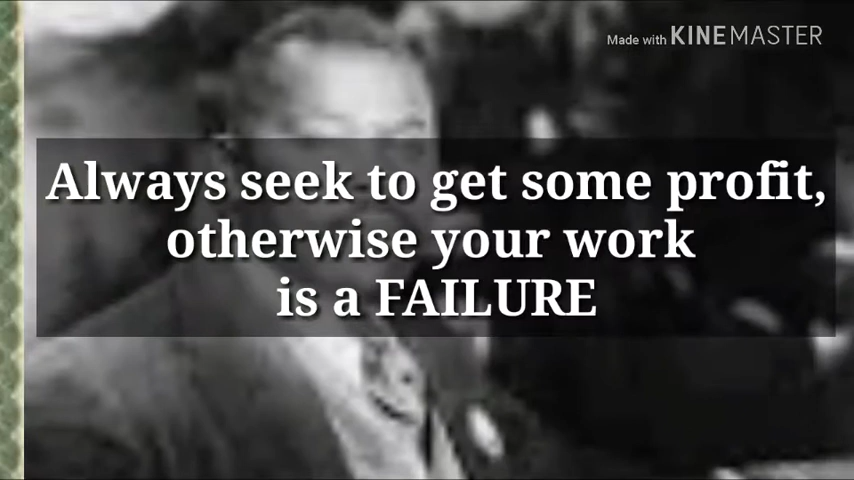 Made with KINEMASTER
Always seek to get some profit,
otherwise your work
is a FAILURE